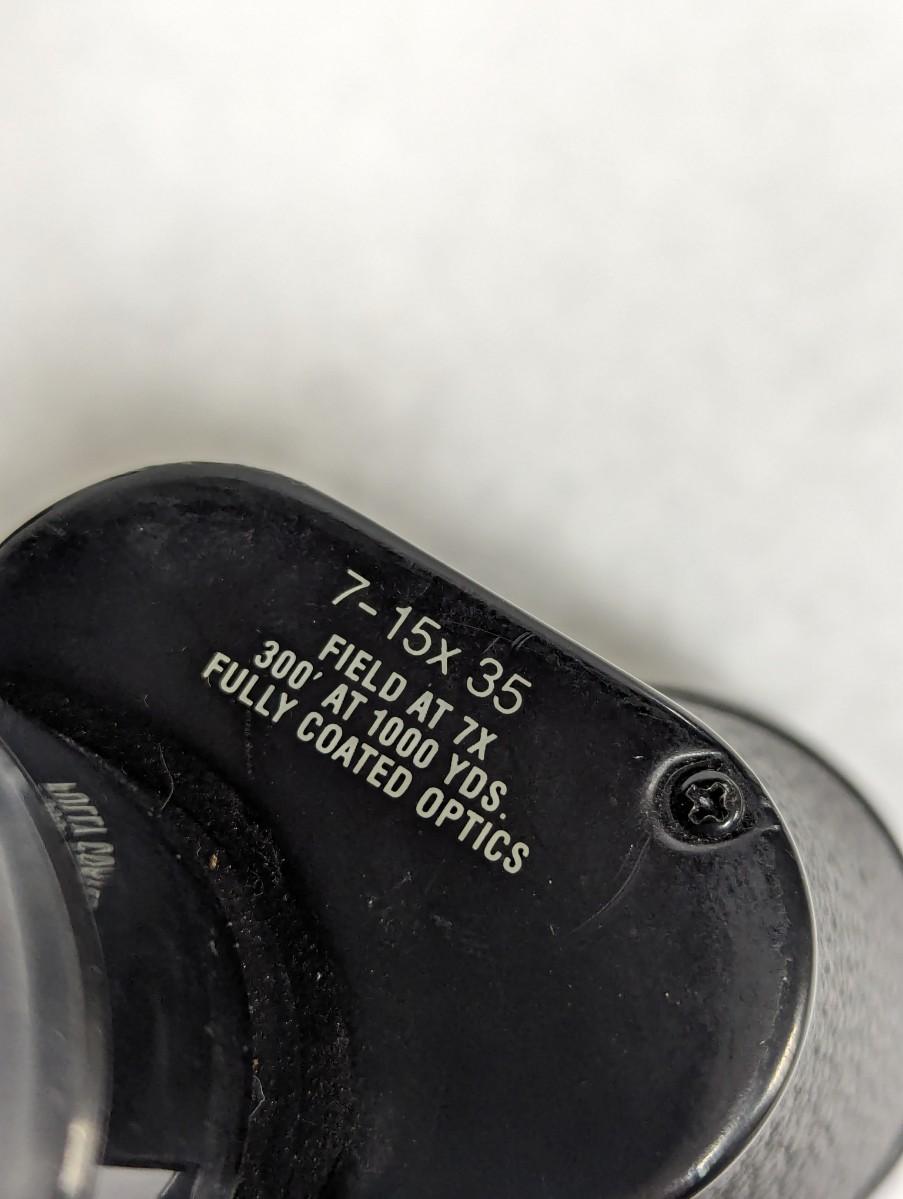 7-15x 35
FIELD AT 7X
300' AT 1000 YDS.
FULLY COATED OPTICS